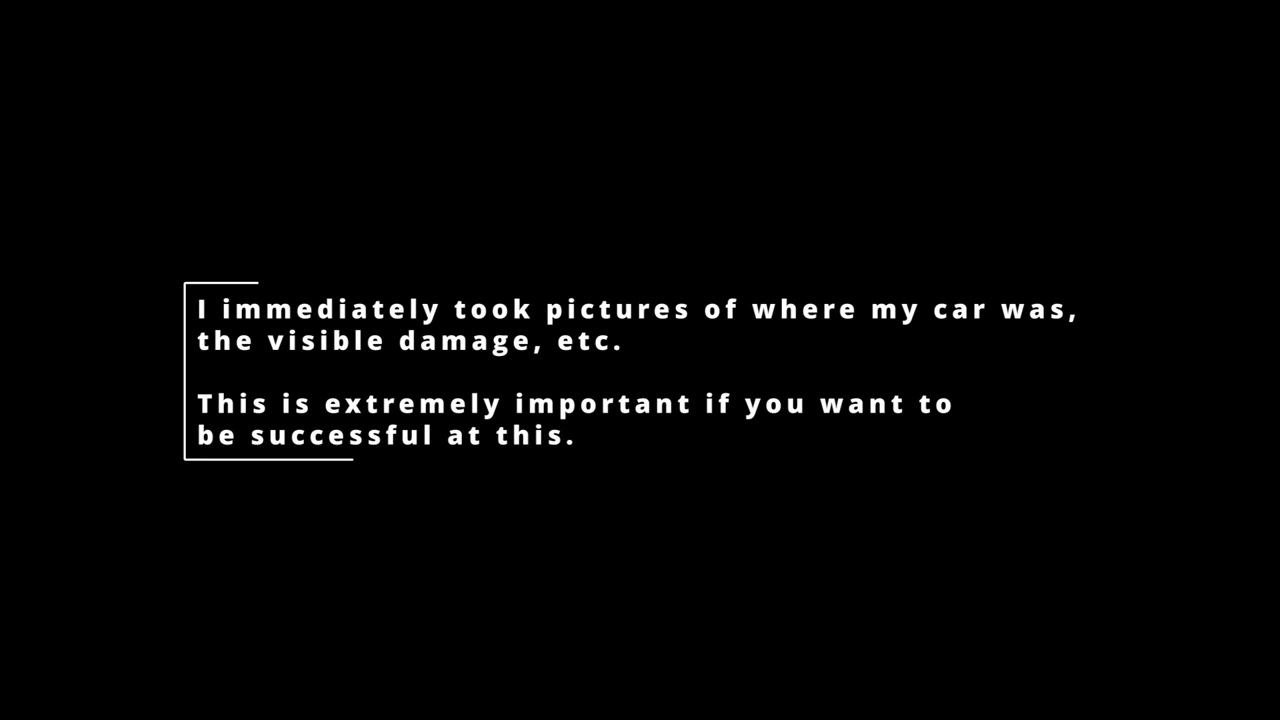 I immediately took pictures of where my car was,
the visible damage, etc.
This is extremely important if you want to
be successful at this.